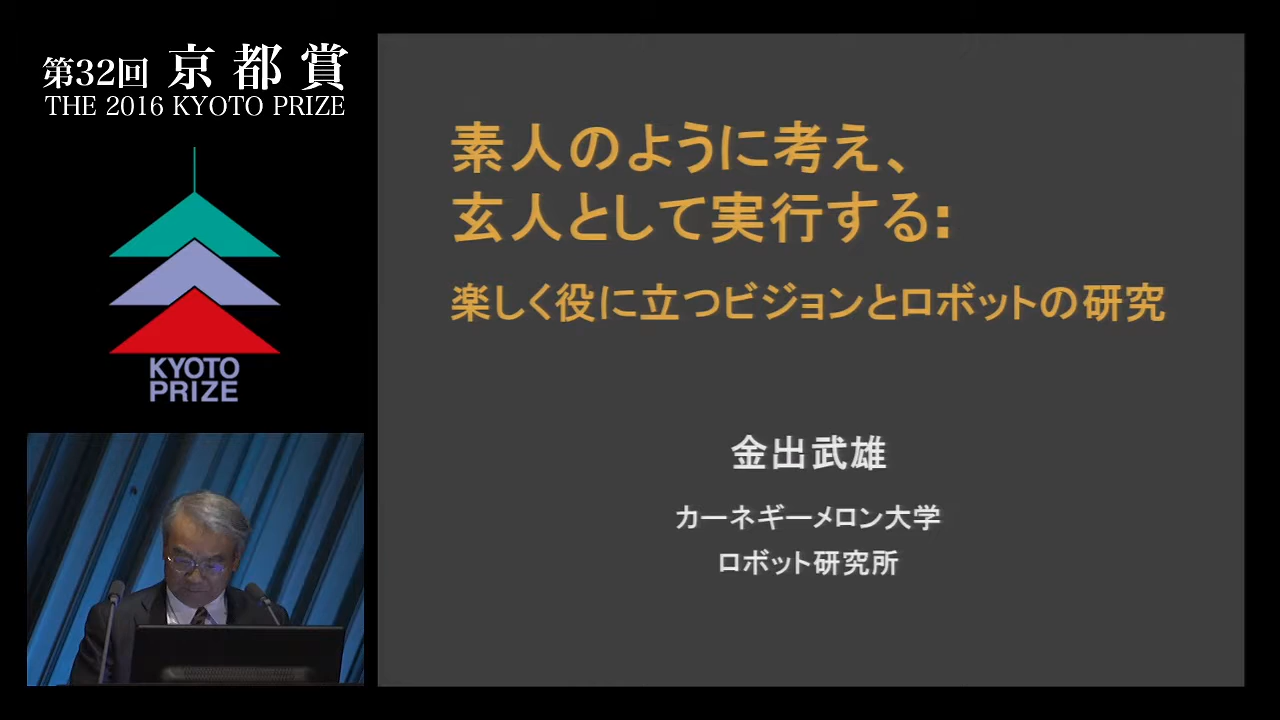 第32回 京都賞
THE 2016 KYOTO PRIZE
KYOTO
PRIZE
素人のように考え、
玄人として実行する:
楽しく役に立つビジョンとロボットの研究
金出武雄
カーネギーメロン大学
ロボット研究所